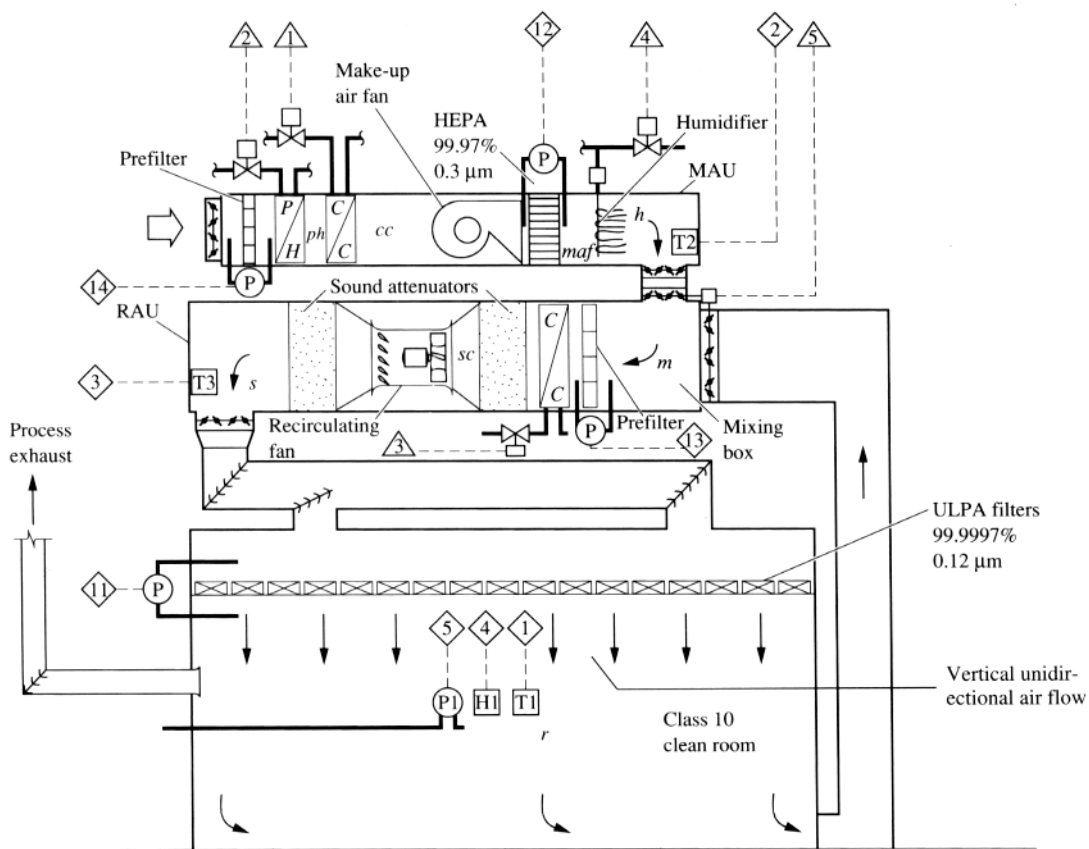 2
1
12
4
2
5
Make-up
air fan
HEPA
99.97%
0.3 μm
Humidifier
Prefilter
P
MAU
P
H
ph
C
C
cc
maf
h
T2
14
P
RAU
Sound attenuators
C
C
sc
m
3
T3
s
Recirculating
fan
3
P
Prefilter
13
Mixing
box
Process
exhaust
ULPA filters
99.9997%
0.12 μm
11
P
5
4
1
P1
H1
T1
r
Vertical unidir-
ectional air flow
Class 10
clean room